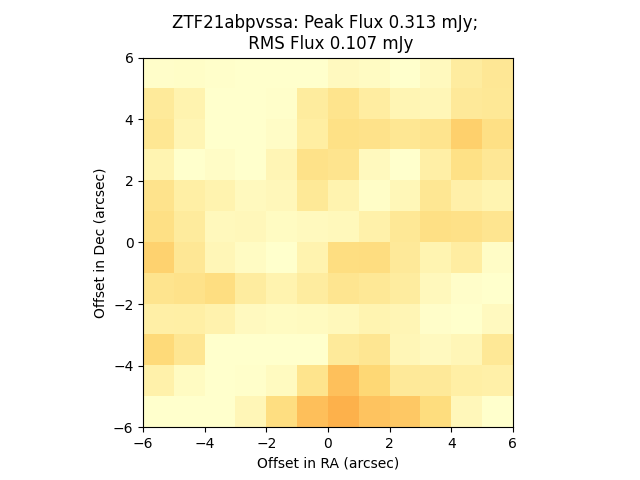 ZTF21abpvssa: Peak Flux 0.313 mJy;
RMS Flux 0.107 mJy
6
4
2
0
−2
−4
−6
Offset in Dec (arcsec)
−6 −4 −2 0 2 4 6
Offset in RA (arcsec)